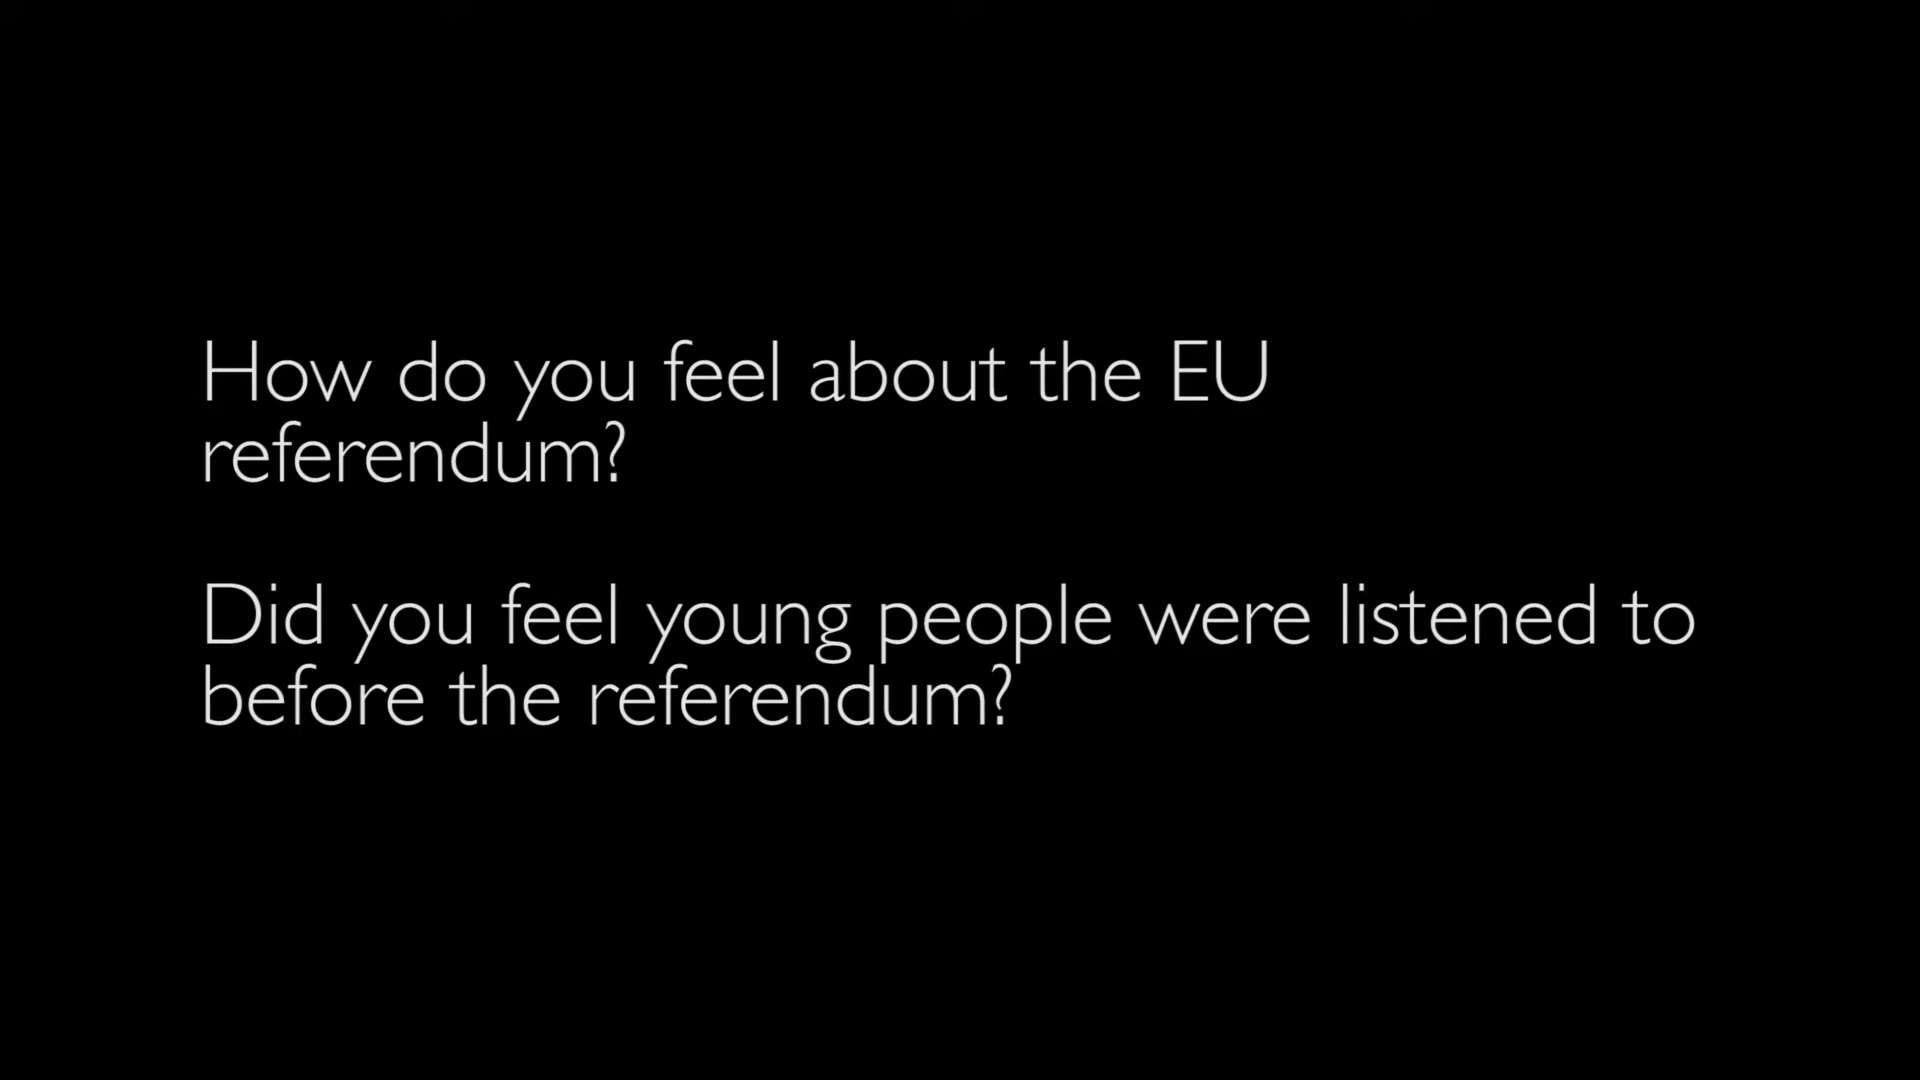 How do you feel about the EU
referendum?
Did you feel young people were listened to
before the referendum?